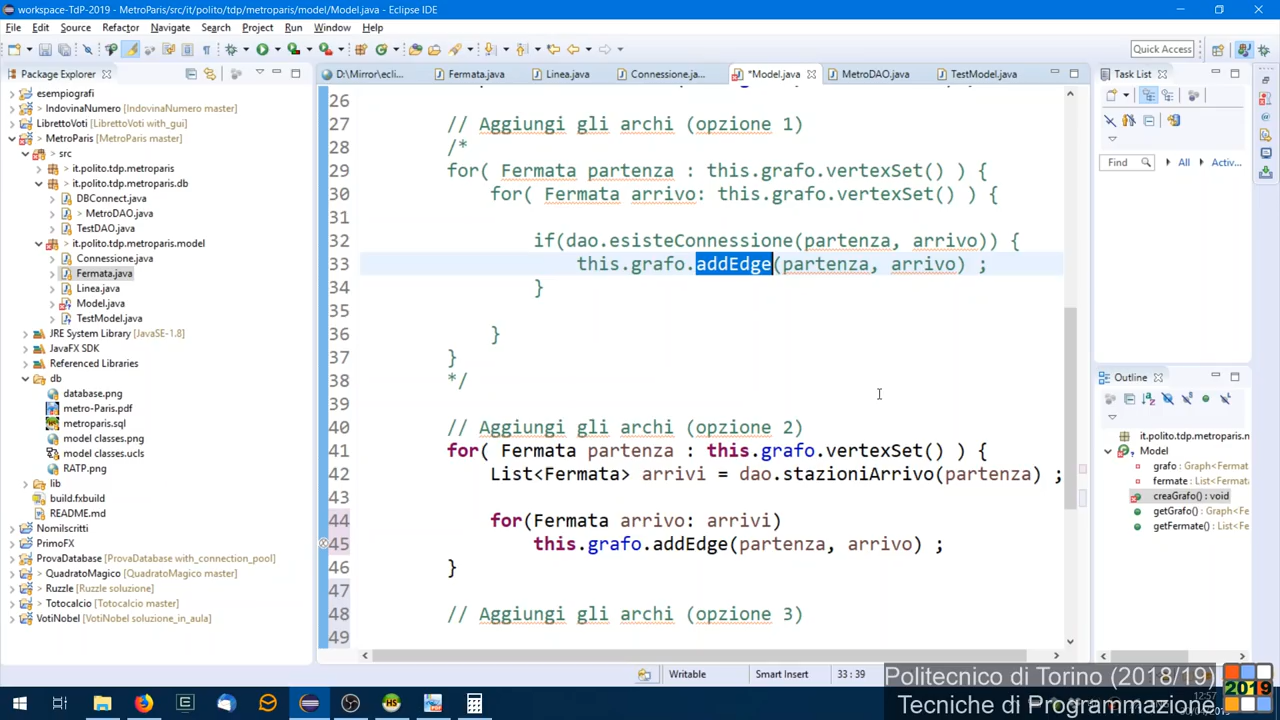 workspace-TdP-2019 - MetroParis/src/it/polito/tdp/metroparis/model/Model.java - Eclipse IDE
File Edit Source Refactor Navigate Search Project Run Window Help
Quick Access
Package Explorer
D:\Mirror\ecli... Fermata.java Linea.java Connessione.ja... *Model.java MetroDAO.java TestModel.java
Task List
esempiografi
> IndovinaNumero [IndovinaNumero master]
LibrettoVoti [LibrettoVoti with_gui]
> MetroParis [MetroParis master]
> src
> it.polito.tdp.metroparis
> it.polito.tdp.metroparis.db
DBConnect.java
> MetroDAO.java
TestDAO.java
> it.polito.tdp.metroparis.model
Connessione.java
Fermata.java
Linea.java
Model.java
TestModel.java
JRE System Library [JavaSE-1.8]
JavaFX SDK
Referenced Libraries
db
database.png
metro-Paris.pdf
metroparis.sql
model classes.png
model classes.ucls
RATP.png
lib
build.fxbuild
README.md
NomiIscritti
PrimoFX
ProvaDatabase [ProvaDatabase with_connection_pool]
> QuadratoMagico [QuadratoMagico master]
> Ruzzle [Ruzzle soluzione]
> Totocalcio [Totocalcio master]
VotiNobel [VotiNobel soluzione_in_aula]
26
27 // Aggiungi gli archi (opzione 1)
28 /*
29 for( Fermata partenza : this.grafo.vertexSet() ) {
30 for( Fermata arrivo: this.grafo.vertexSet() ) {
31
32 if(dao.esisteConnessione(partenza, arrivo)) {
33 this.grafo.addEdge(partenza, arrivo) ;
34 }
35
36 }
37 }
38 */
39
40 // Aggiungi gli archi (opzione 2)
41 for( Fermata partenza : this.grafo.vertexSet() ) {
42 List<Fermata> arrivi = dao.stazioniArrivo(partenza) ;
43
44 for(Fermata arrivo: arrivi)
45 this.grafo.addEdge(partenza, arrivo) ;
46 }
47
48 // Aggiungi gli archi (opzione 3)
49
Find All Activ...
Outline
it.polito.tdp.metroparis.n
Model
grafo : Graph<Fermat
fermate : List<Fermata
creaGrafo() : void
getGrafo() : Graph<Fe
getFermate() : List<Fe
Writable Smart Insert 33 : 39
Politecnico di Torino (2018/19)
Tecniche di Programmazione
2019
12:57